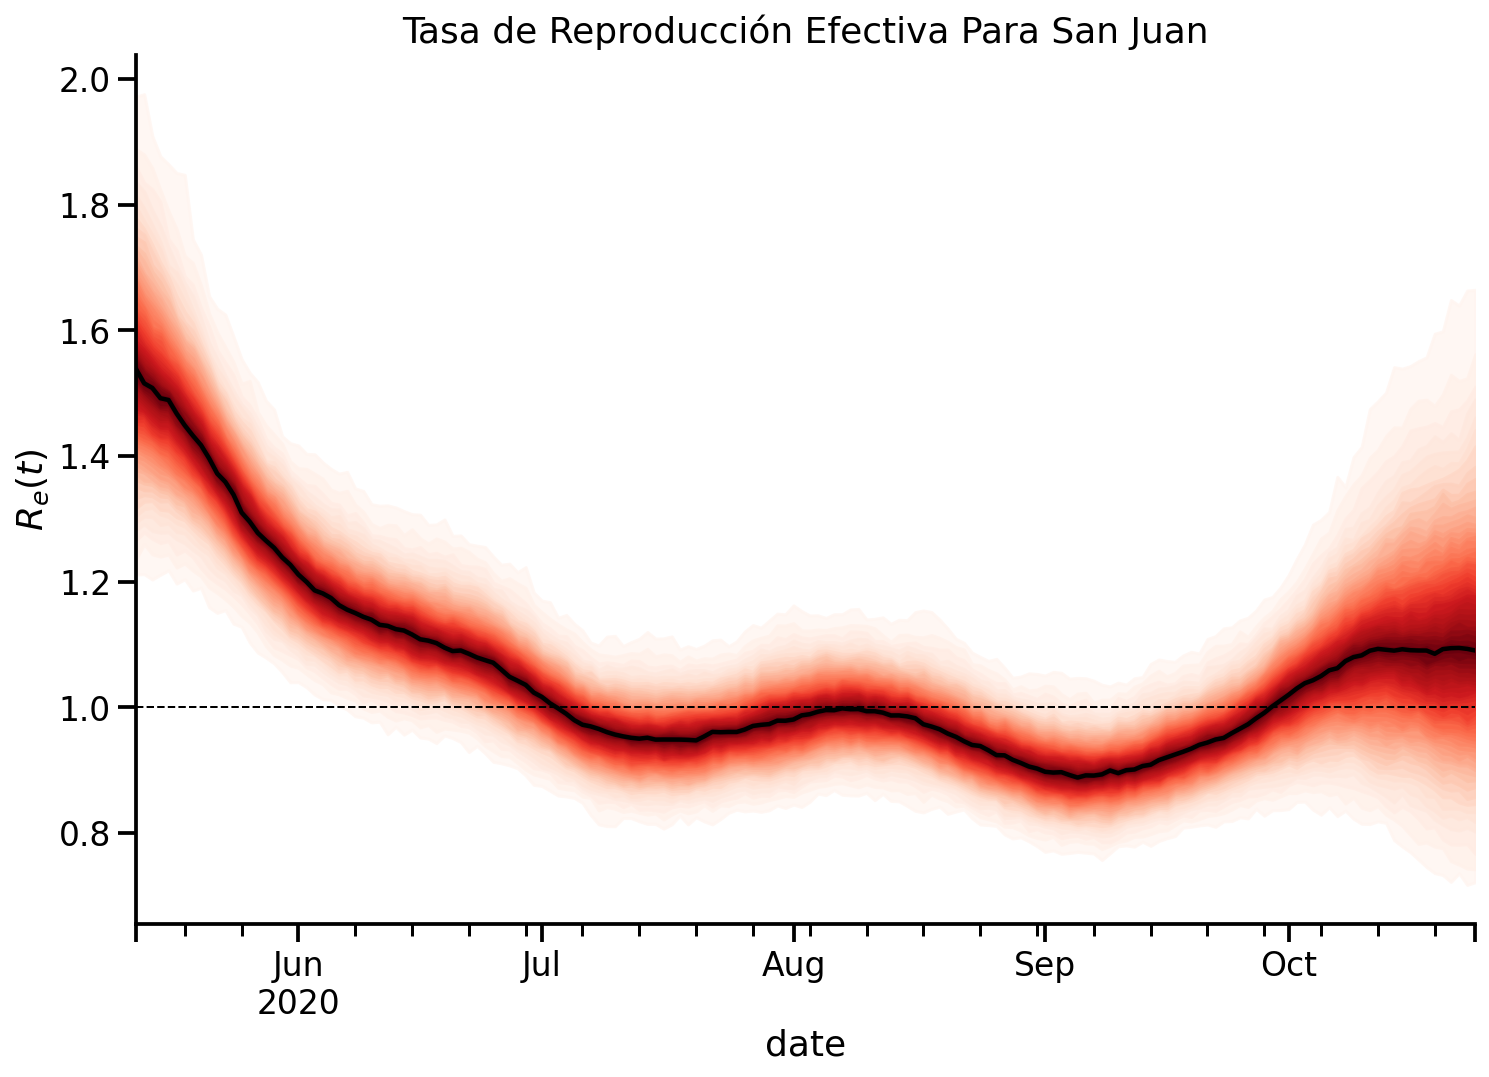 Tasa de Reproducción Efectiva Para San Juan
2.0
1.8
1.6
1.4
1.2
1.0
0.8
R_e(t)
Jun
2020
Jul
Aug
Sep
Oct
date